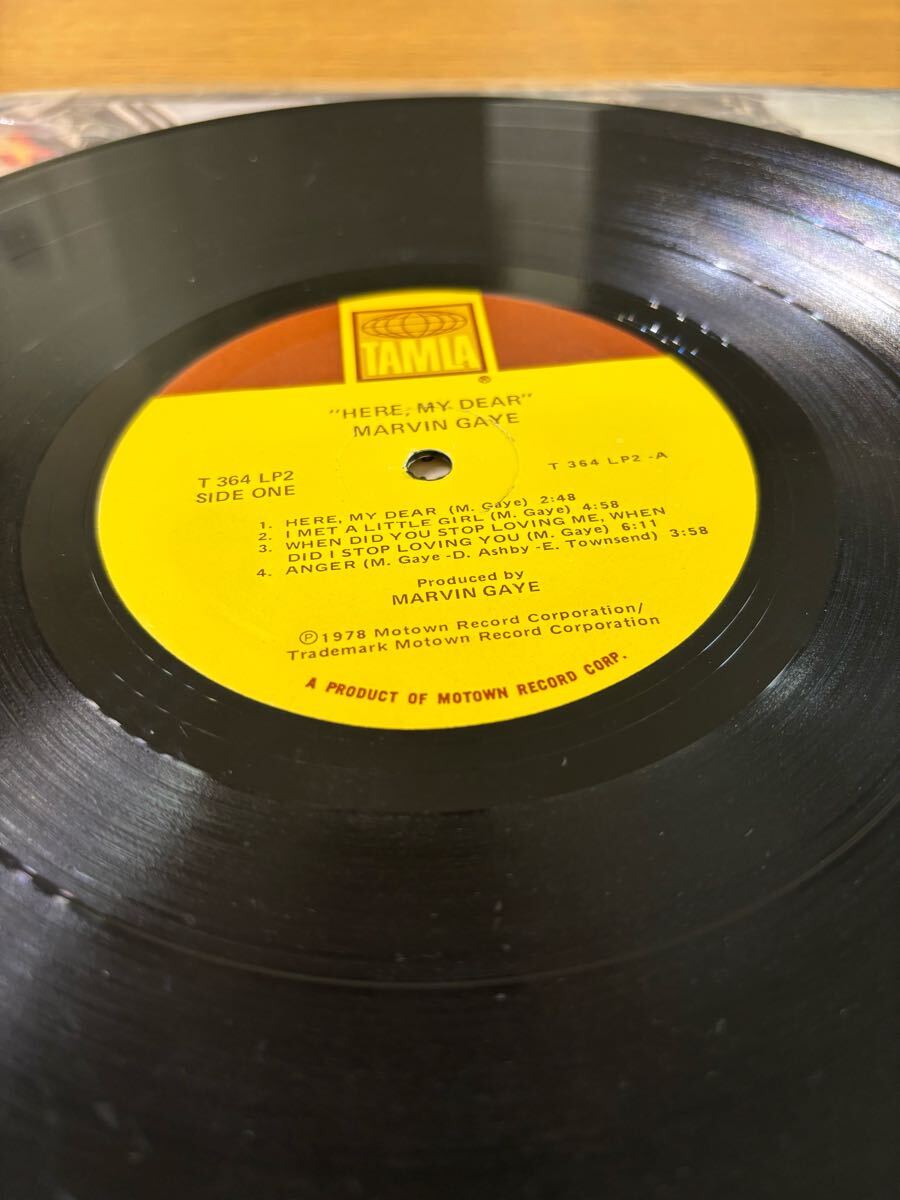 TAMLA
®
"HERE, MY DEAR"
MARVIN GAYE
T 364 LP2
SIDE ONE
T 364 LP2 -A
1. HERE, MY DEAR (M. Gaye) 2:48
2. I MET A LITTLE GIRL (M. Gaye) 4:58
3. WHEN DID YOU STOP LOVING ME, WHEN
DID I STOP LOVING YOU (M. Gaye) 6:11
4. ANGER (M. Gaye -D. Ashby -E. Townsend) 3:58
Produced by
MARVIN GAYE
℗1978 Motown Record Corporation/
Trademark Motown Record Corporation
A PRODUCT OF MOTOWN RECORD CORP.